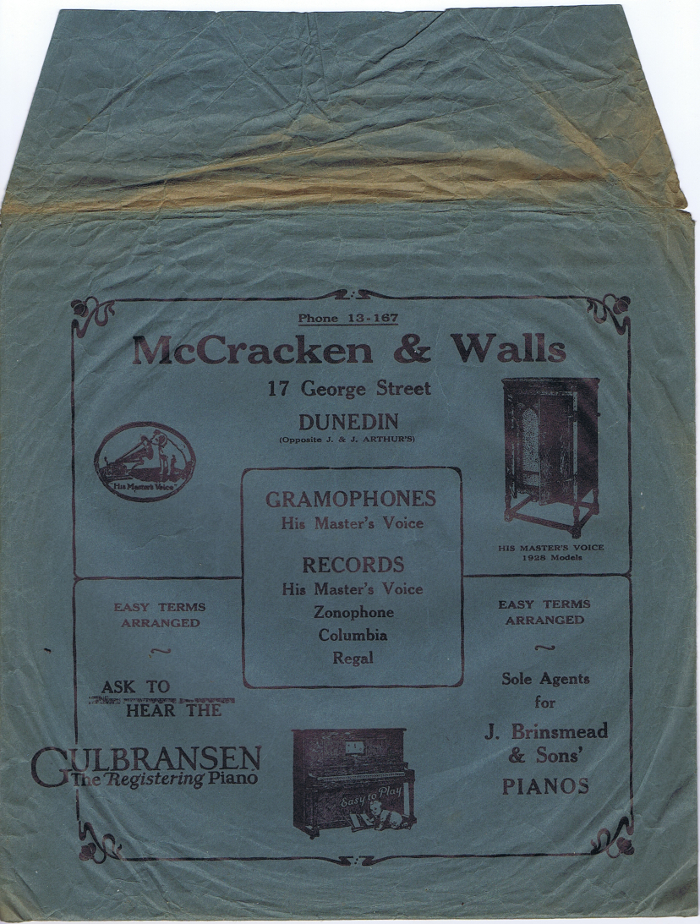 Phone 13-167
McCracken & Walls
17 George Street
DUNEDIN
(Opposite J. & J. ARTHUR'S)
His Master's Voice
HIS MASTER'S VOICE
1928 Models
GRAMOPHONES
His Master's Voice
RECORDS
His Master's Voice
Zonophone
Columbia
Regal
EASY TERMS
ARRANGED
~
ASK TO
HEAR THE
GULBRANSEN
The Registering Piano
Easy to Play
EASY TERMS
ARRANGED
~
Sole Agents
for
J. Brinsmead
& Sons'
PIANOS